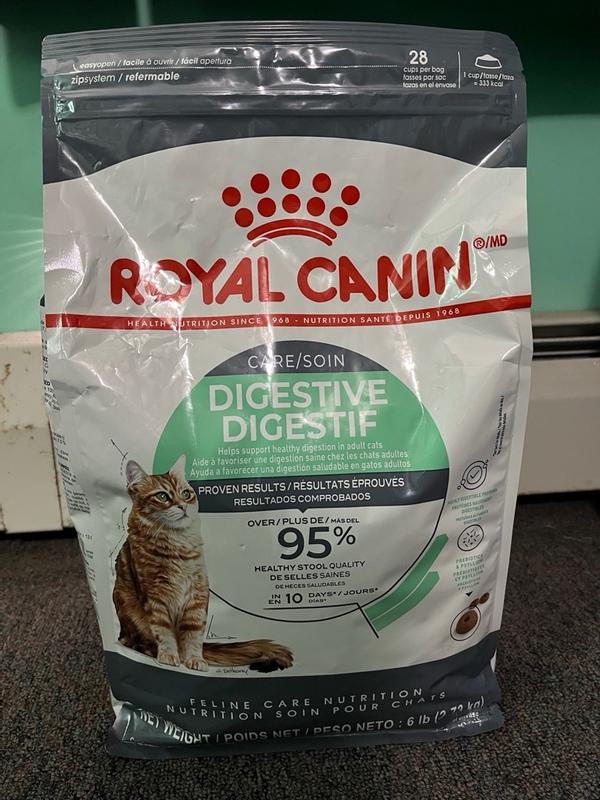 easyopen / facile à ouvrir / fácil apertura
zipsystem / refermable
28
cups per bag
tasses par sac
tazas en el envase
1 cup/tasse/taza
= 333 kcal
ROYAL CANIN®/MD
HEALTH NUTRITION SINCE 1968 - NUTRITION SANTÉ DEPUIS 1968
CARE/SOIN
DIGESTIVE
DIGESTIF
Helps support healthy digestion in adult cats
Aide à favoriser une digestion saine chez les chats adultes
Ayuda a favorecer una digestión saludable en gatos adultos
PROVEN RESULTS / RÉSULTATS ÉPROUVÉS
RESULTADOS COMPROBADOS
OVER / PLUS DE / MÁS DEL
95%
HEALTHY STOOL QUALITY
DE SELLES SAINES
DE HECES SALUDABLES
IN
EN 10 DAYS* / JOURS*
DÍAS*
PREBIOTICS
& PSYLLIUM
FELINE CARE NUTRITION
NUTRITION SOIN POUR CHATS
NET WEIGHT / POIDS NET / PESO NETO : 6 lb (2.72 kg)